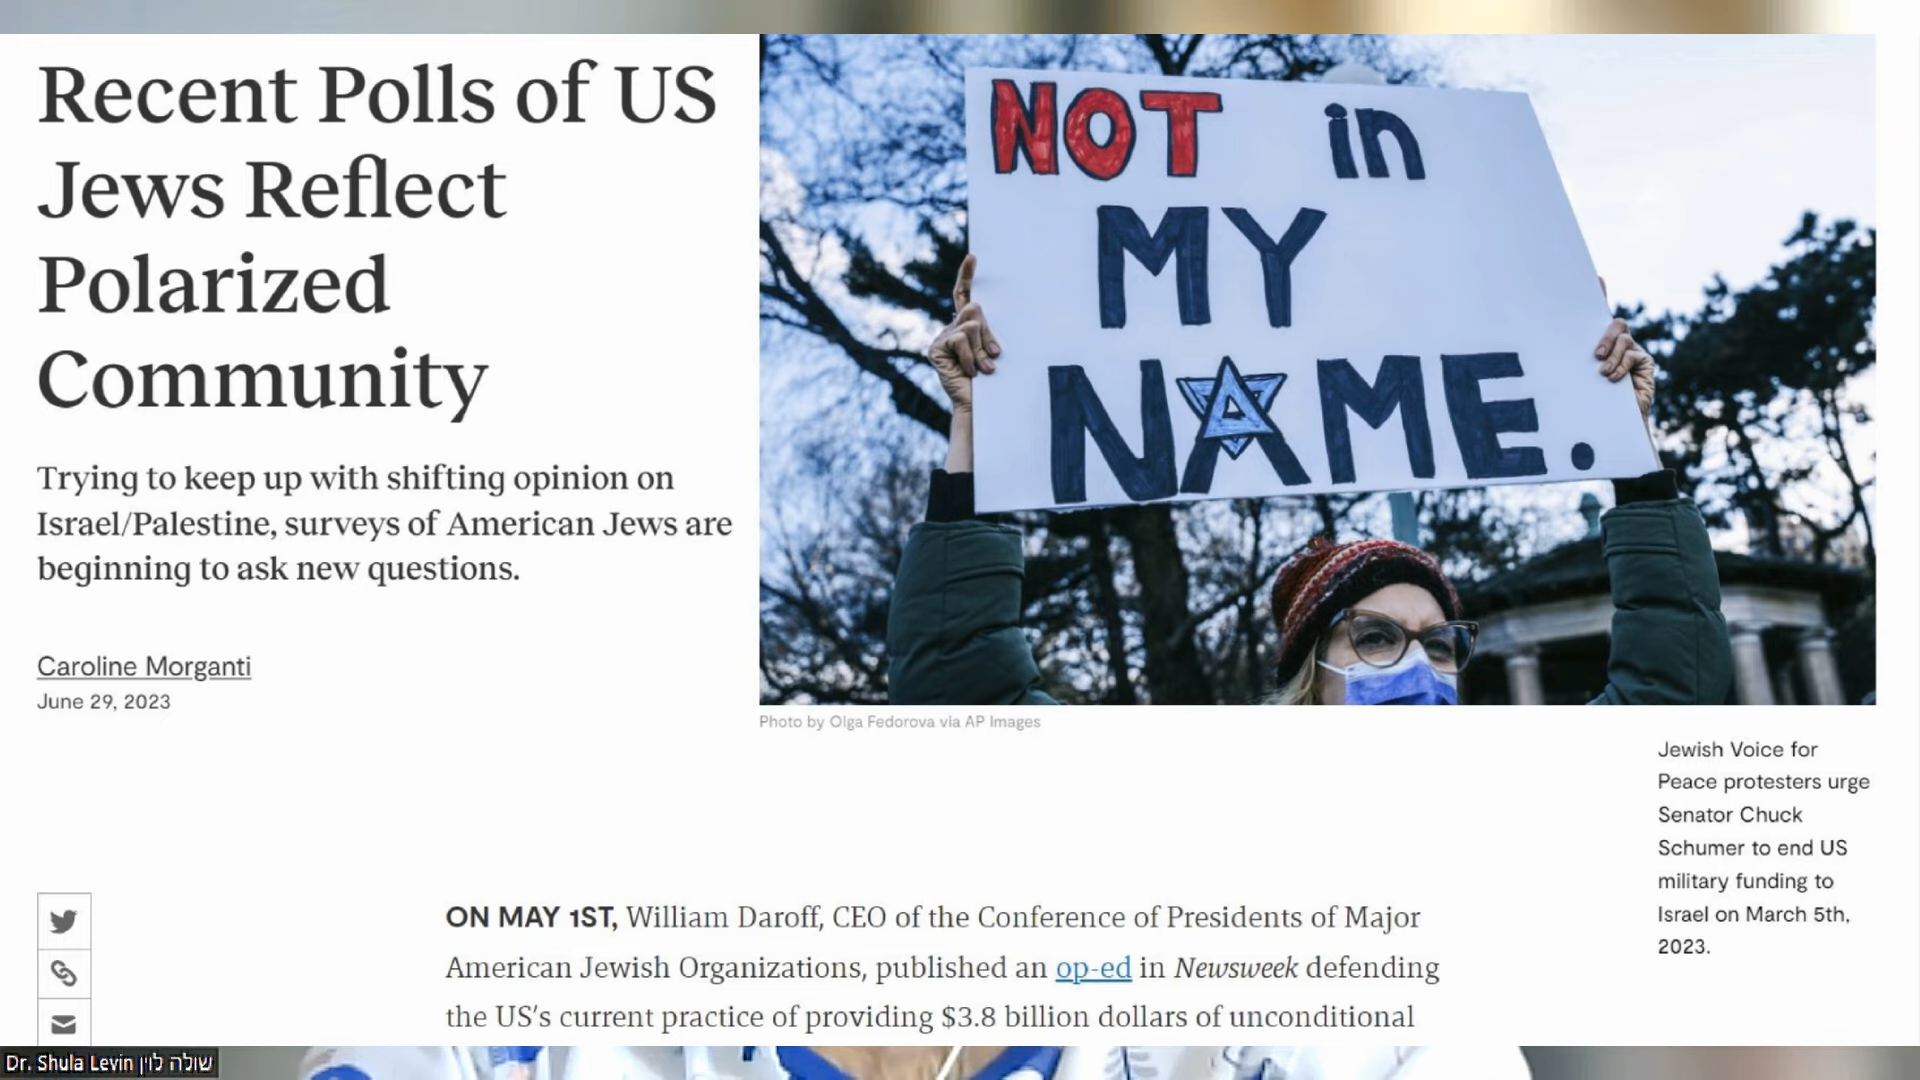 Recent Polls of US
Jews Reflect
Polarized
Community
Trying to keep up with shifting opinion on
Israel/Palestine, surveys of American Jews are
beginning to ask new questions.
Caroline Morganti
June 29, 2023
NOT in
MY
NAME.
Photo by Olga Fedorova via AP Images
Jewish Voice for
Peace protesters urge
Senator Chuck
Schumer to end US
military funding to
Israel on March 5th,
2023.
ON MAY 1ST, William Daroff, CEO of the Conference of Presidents of Major
American Jewish Organizations, published an op-ed in Newsweek defending
the US’s current practice of providing $3.8 billion dollars of unconditional
Dr. Shula Levin שולה לוין